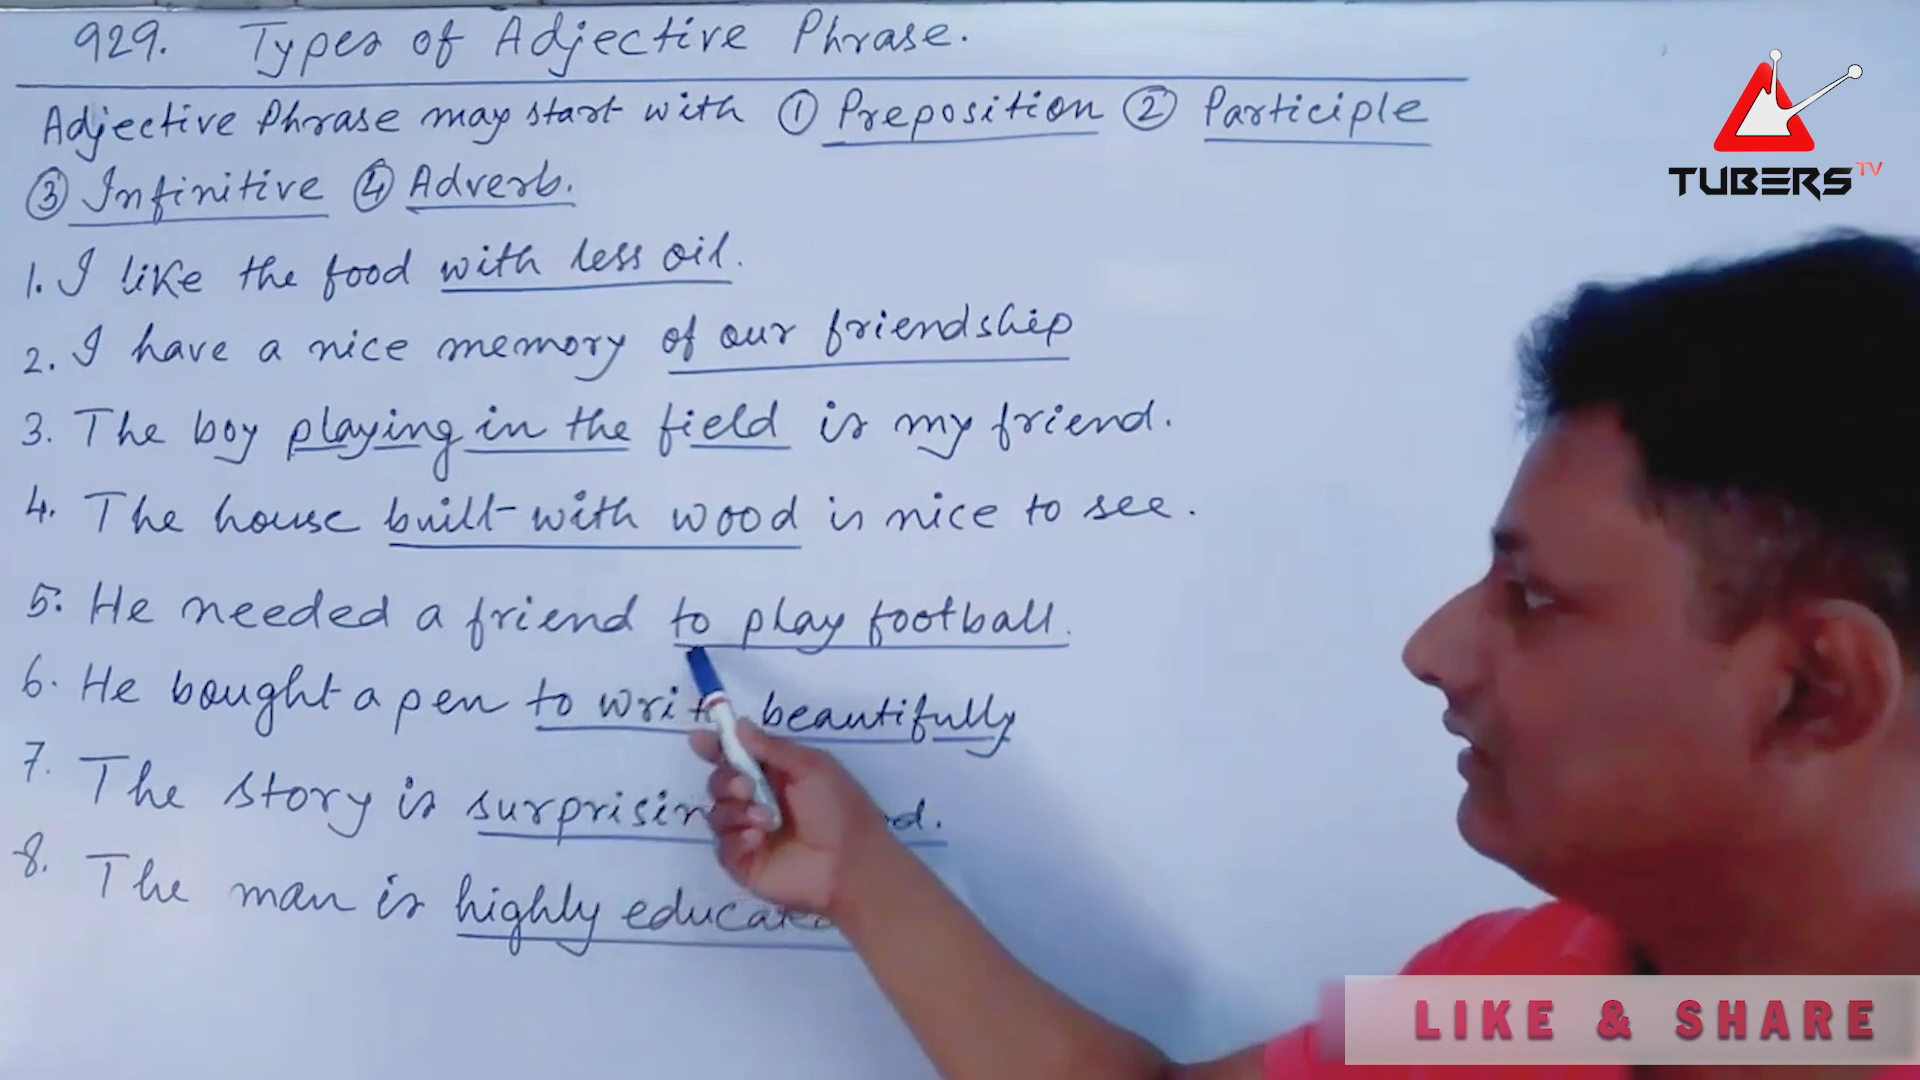 929. Types of Adjective Phrase.
Adjective Phrase may start with ① Preposition ② Participle
③ Infinitive ④ Adverb.
1. I like the food with less oil.
2. I have a nice memory of our friendship
3. The boy playing in the field is my friend.
4. The house built with wood is nice to see.
5. He needed a friend to play football.
6. He bought a pen to write beautifully
7. The story is
8. The man is highly
TUBERS TV
LIKE & SHARE